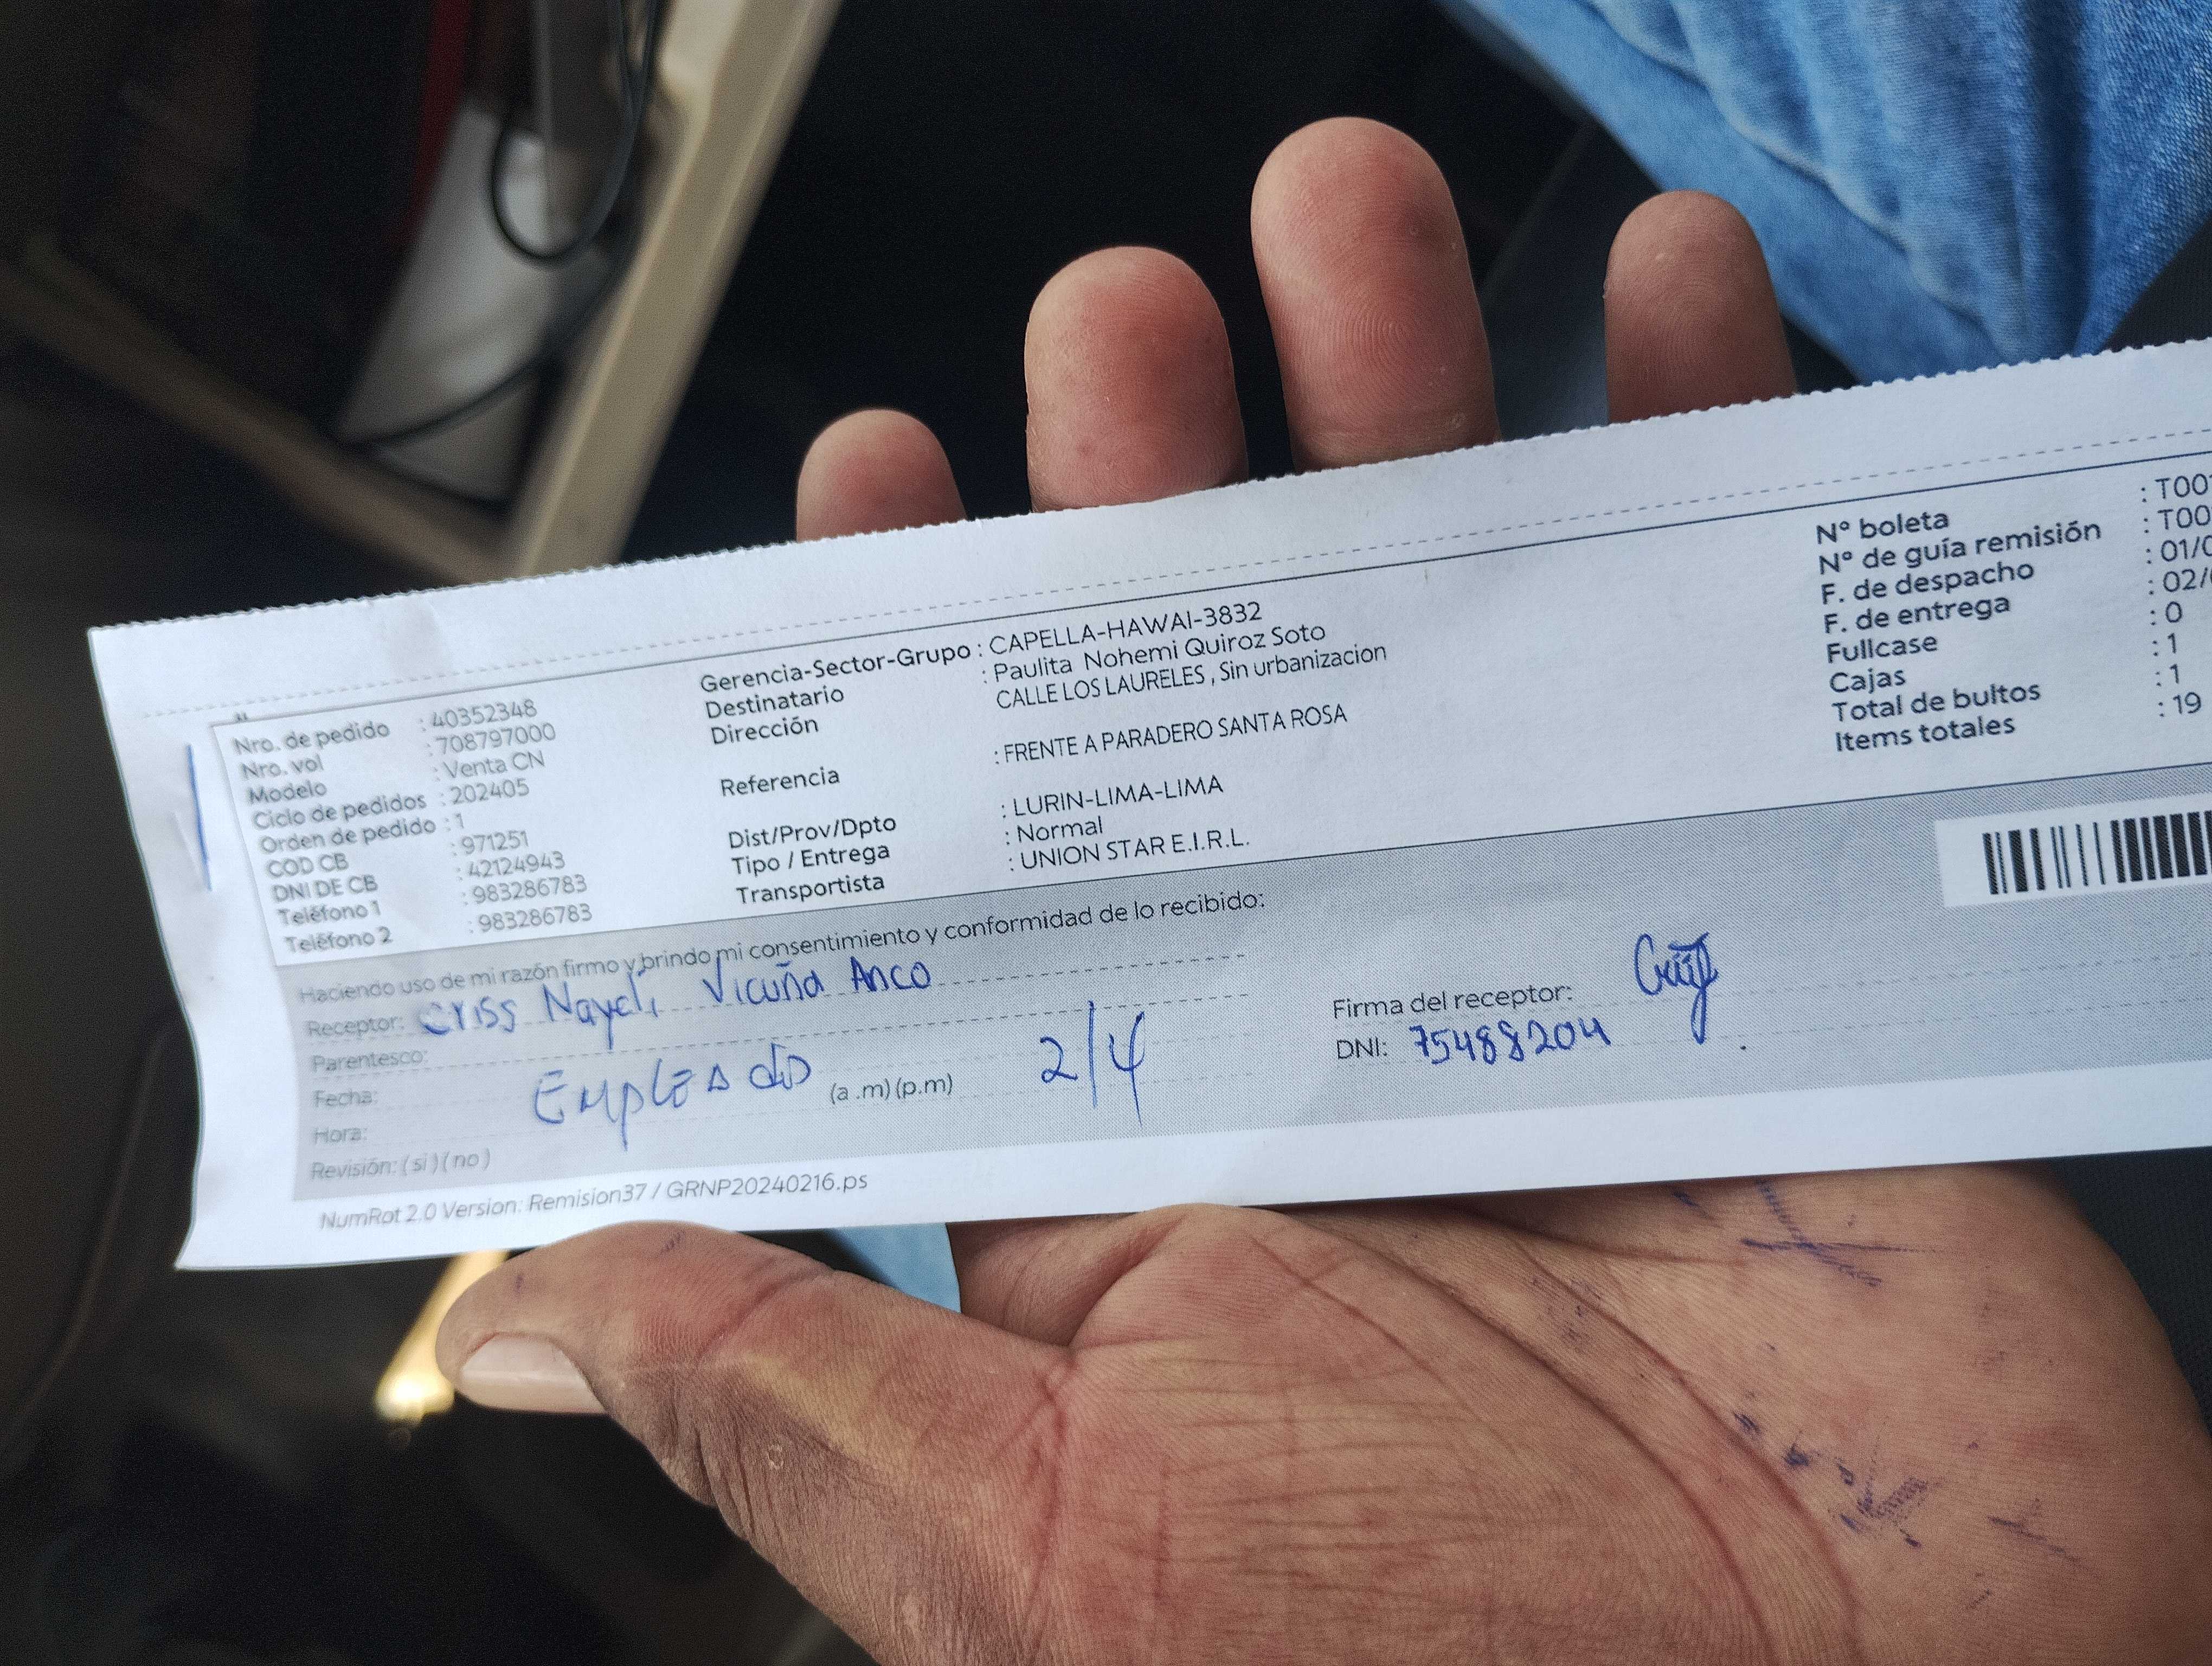 Nro. de pedido : 40352348
Nro. vol : 708797000
Modelo : Venta CN
Ciclo de pedidos : 202405
Orden de pedido : 1
COD CB : 971251
DNI DE CB : 42124943
Teléfono 1 : 983286783
Teléfono 2 : 983286783
Gerencia-Sector-Grupo : CAPELLA-HAWAI-3832
Destinatario : Paulita Nohemi Quiroz Soto
Dirección CALLE LOS LAURELES , Sin urbanizacion
Referencia : FRENTE A PARADERO SANTA ROSA
Dist/Prov/Dpto : LURIN-LIMA-LIMA
Tipo / Entrega : Normal
Transportista : UNION STAR E.I.R.L.
N° boleta : T00
N° de guía remisión : T00
F. de despacho : 01/0
F. de entrega : 02/
Fullcase : 0
Cajas : 1
Total de bultos : 1
Items totales : 19
Haciendo uso de mi razón firmo y brindo mi consentimiento y conformidad de lo recibido:
Receptor: Criss Nayeli Vicuña Anco
Parentesco:
Fecha: Empleado 2/4
Hora: (a .m) (p.m)
Revisión: ( si ) ( no )
Firma del receptor:
DNI: 75488204
NumRot 2.0 Version: Remision37 / GRNP20240216.ps